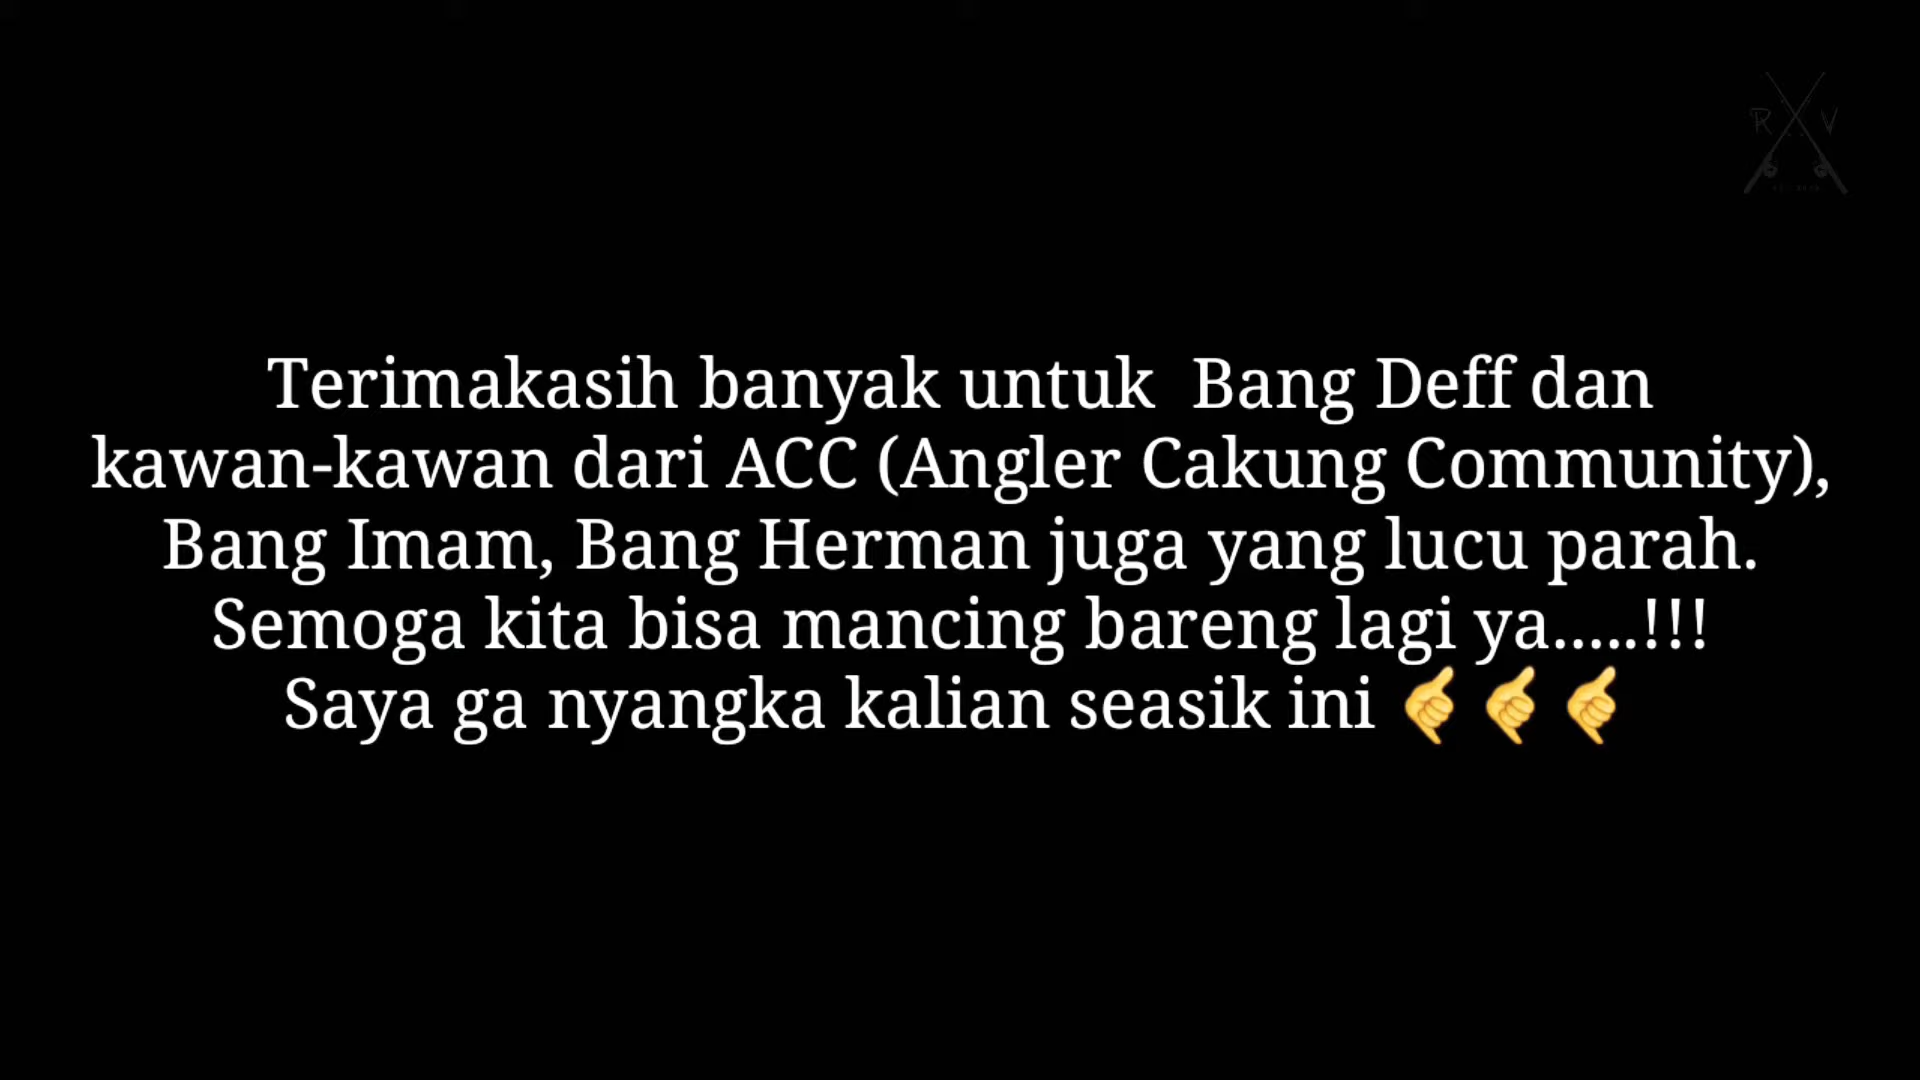 R V
Terimakasih banyak untuk  Bang Deff dan
kawan-kawan dari ACC (Angler Cakung Community),
Bang Imam, Bang Herman juga yang lucu parah.
Semoga kita bisa mancing bareng lagi ya.....!!!
Saya ga nyangka kalian seasik ini 🤙🤙🤙